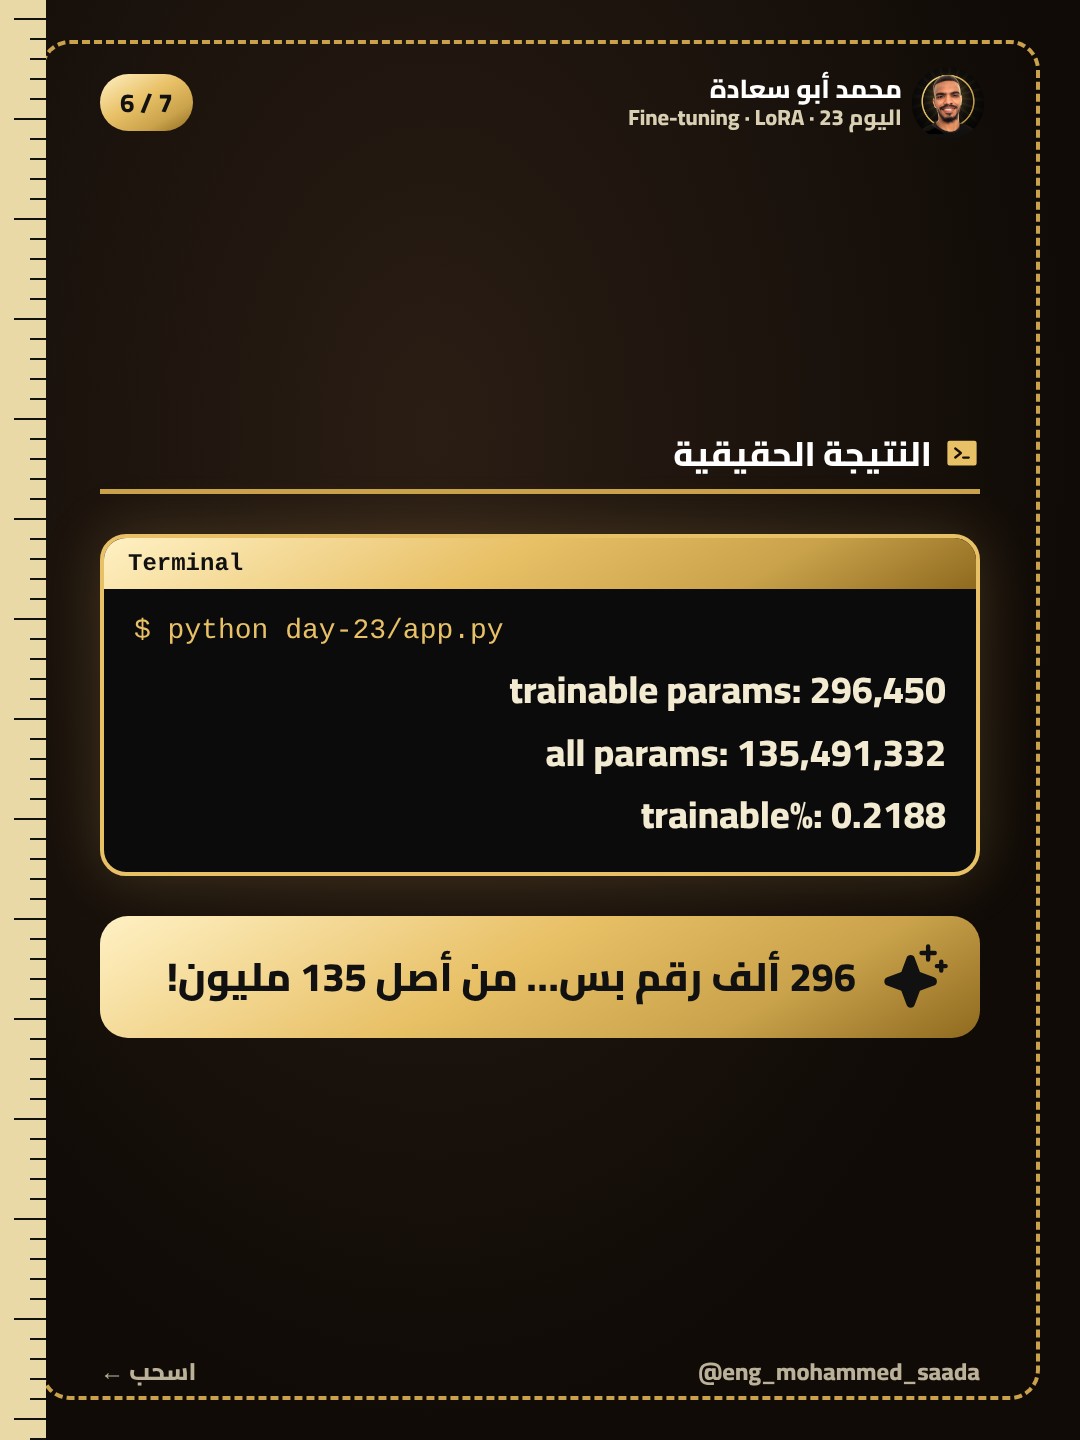 محمد أبو سعادة
اليوم 23 · Fine-tuning · LoRA
6 / 7
النتيجة الحقيقية
Terminal
$ python day-23/app.py
trainable params: 296,450
all params: 135,491,332
trainable%: 0.2188
296 ألف رقم بس... من أصل 135 مليون!
@eng_mohammed_saada
اسحب ←